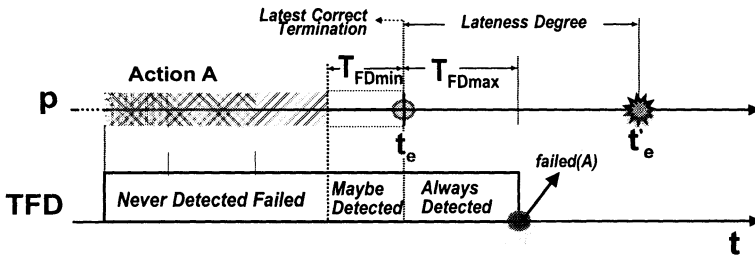 Latest Correct
Termination
Lateness Degree
Action A
TFDmin
TFDmax
p
te
t'e
failed(A)
TFD
Never Detected Failed
Maybe
Detected
Always
Detected
t